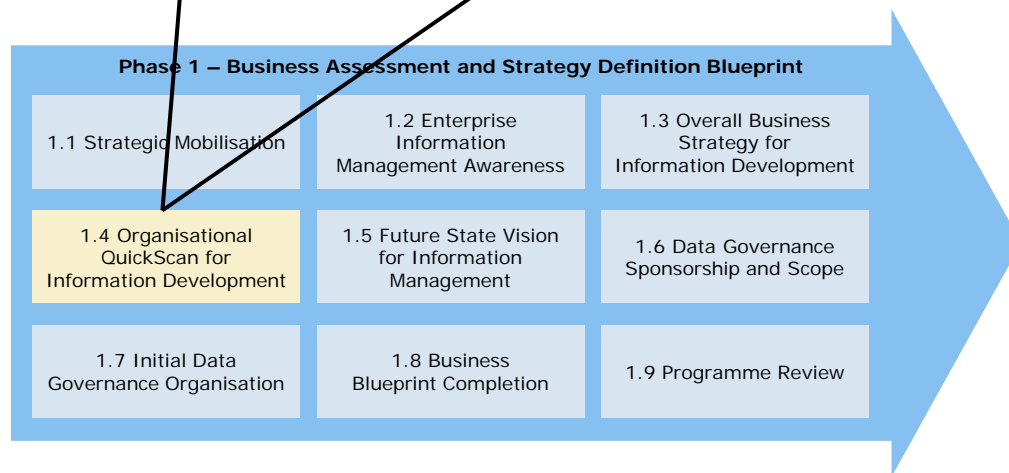 Phase 1 – Business Assessment and Strategy Definition Blueprint
1.1 Strategic Mobilisation
1.2 Enterprise
Information
Management Awareness
1.3 Overall Business
Strategy for
Information Development
1.4 Organisational
QuickScan for
Information Development
1.5 Future State Vision
for Information
Management
1.6 Data Governance
Sponsorship and Scope
1.7 Initial Data
Governance Organisation
1.8 Business
Blueprint Completion
1.9 Programme Review